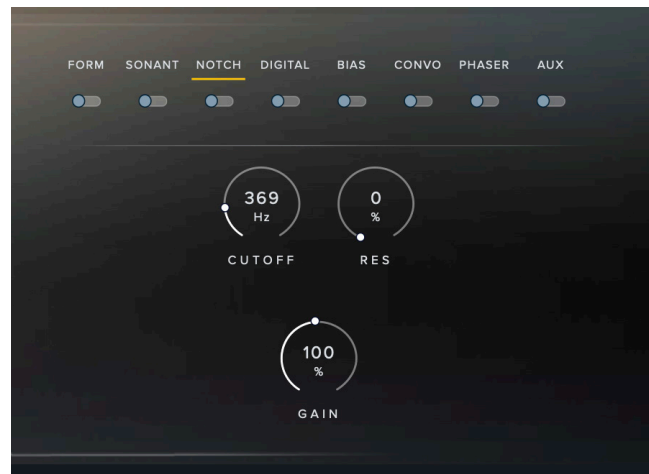 FORM SONANT NOTCH DIGITAL BIAS CONVO PHASER AUX
369 0
Hz %
CUTOFF RES
100
%
GAIN